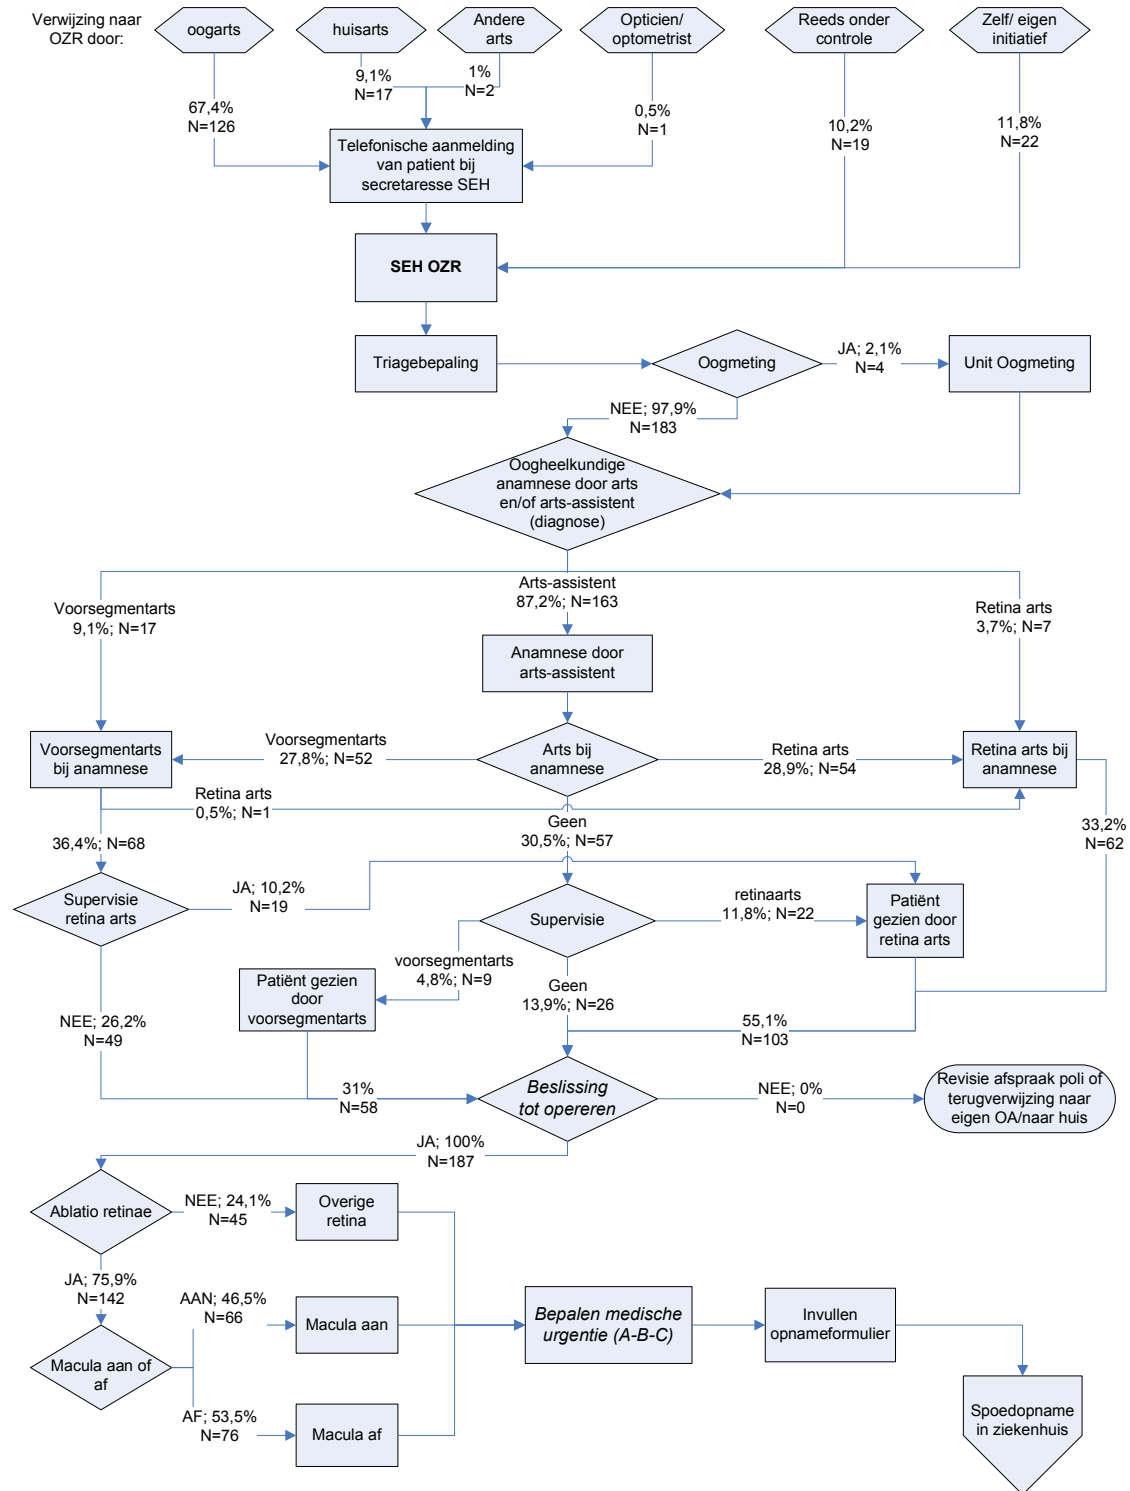 Verwijzing naar
OZR door:
oogarts
huisarts
Andere
arts
Opticien/
optometrist
Reeds onder
controle
Zelf/ eigen
initiatief
67,4%
N=126
9,1%
N=17
1%
N=2
0,5%
N=1
10,2%
N=19
11,8%
N=22
Telefonische aanmelding
van patient bij
secretaresse SEH
SEH OZR
Triagebepaling
Oogmeting
JA; 2,1%
N=4
Unit Oogmeting
NEE; 97,9%
N=183
Oogheelkundige
anamnese door arts
en/of arts-assistent
(diagnose)
Voorsegmentarts
9,1%; N=17
Arts-assistent
87,2%; N=163
Retina arts
3,7%; N=7
Anamnese door
arts-assistent
Voorsegmentarts
bij anamnese
Voorsegmentarts
27,8%; N=52
Arts bij
anamnese
Retina arts
28,9%; N=54
Retina arts bij
anamnese
Retina arts
0,5%; N=1
36,4%; N=68
Geen
30,5%; N=57
33,2%
N=62
Supervisie
retina arts
JA; 10,2%
N=19
Supervisie
retinaarts
11,8%; N=22
Patiënt
gezien door
retina arts
voorsegmentarts
4,8%; N=9
Patiënt gezien
door
voorsegmentarts
Geen
13,9%; N=26
NEE; 26,2%
N=49
55,1%
N=103
31%
N=58
Beslissing
tot opereren
NEE; 0%
N=0
Revisie afspraak poli of
terugverwijzing naar
eigen OA/naar huis
JA; 100%
N=187
Ablatio retinae
NEE; 24,1%
N=45
Overige
retina
JA; 75,9%
N=142
AAN; 46,5%
N=66
Macula aan
Bepalen medische
urgentie (A-B-C)
Invullen
opnameformulier
Macula aan of
af
AF; 53,5%
N=76
Macula af
Spoedopname
in ziekenhuis